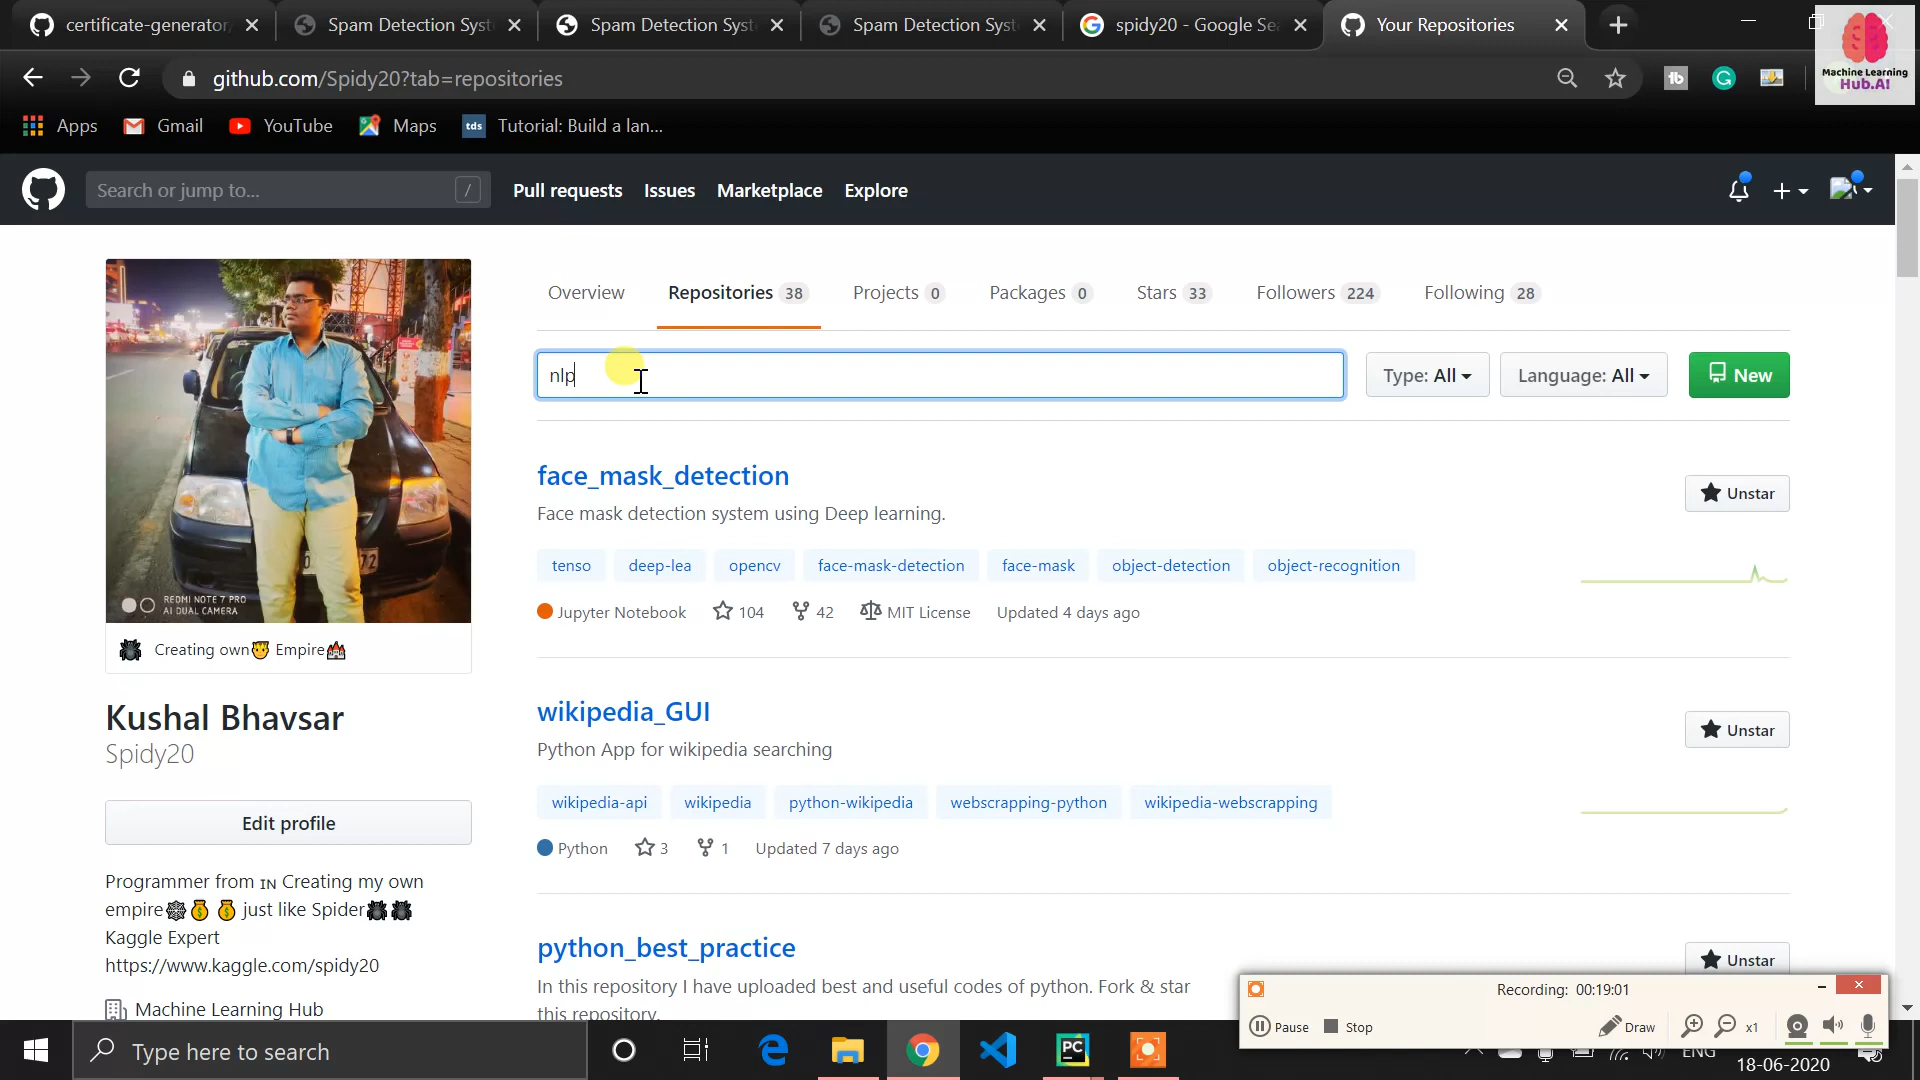 certificate-generator
Spam Detection Syst
Spam Detection Syst
Spam Detection Syst
spidy20 - Google Sea
Your Repositories
Machine Learning
Hub.AI
github.com/Spidy20?tab=repositories
Apps
Gmail
YouTube
Maps
tds
Tutorial: Build a lan...
Search or jump to...
/
Pull requests
Issues
Marketplace
Explore
Overview
Repositories 38
Projects 0
Packages 0
Stars 33
Followers 224
Following 28
nlp
Type: All
Language: All
New
face_mask_detection
Unstar
Face mask detection system using Deep learning.
tenso
deep-lea
opencv
face-mask-detection
face-mask
object-detection
object-recognition
Jupyter Notebook
104
42
MIT License
Updated 4 days ago
REDMI NOTE 7 PRO
AI DUAL CAMERA
Creating own Empire
wikipedia_GUI
Unstar
Python App for wikipedia searching
wikipedia-api
wikipedia
python-wikipedia
webscrapping-python
wikipedia-webscrapping
Python
3
1
Updated 7 days ago
Kushal Bhavsar
Spidy20
Edit profile
Programmer from IN Creating my own
empire just like Spider
Kaggle Expert
https://www.kaggle.com/spidy20
Machine Learning Hub
python_best_practice
Unstar
In this repository I have uploaded best and useful codes of python. Fork & star
this repository.
Recording: 00:19:01
Pause
Stop
Draw
x1
Type here to search
PC
ENG
18-06-2020